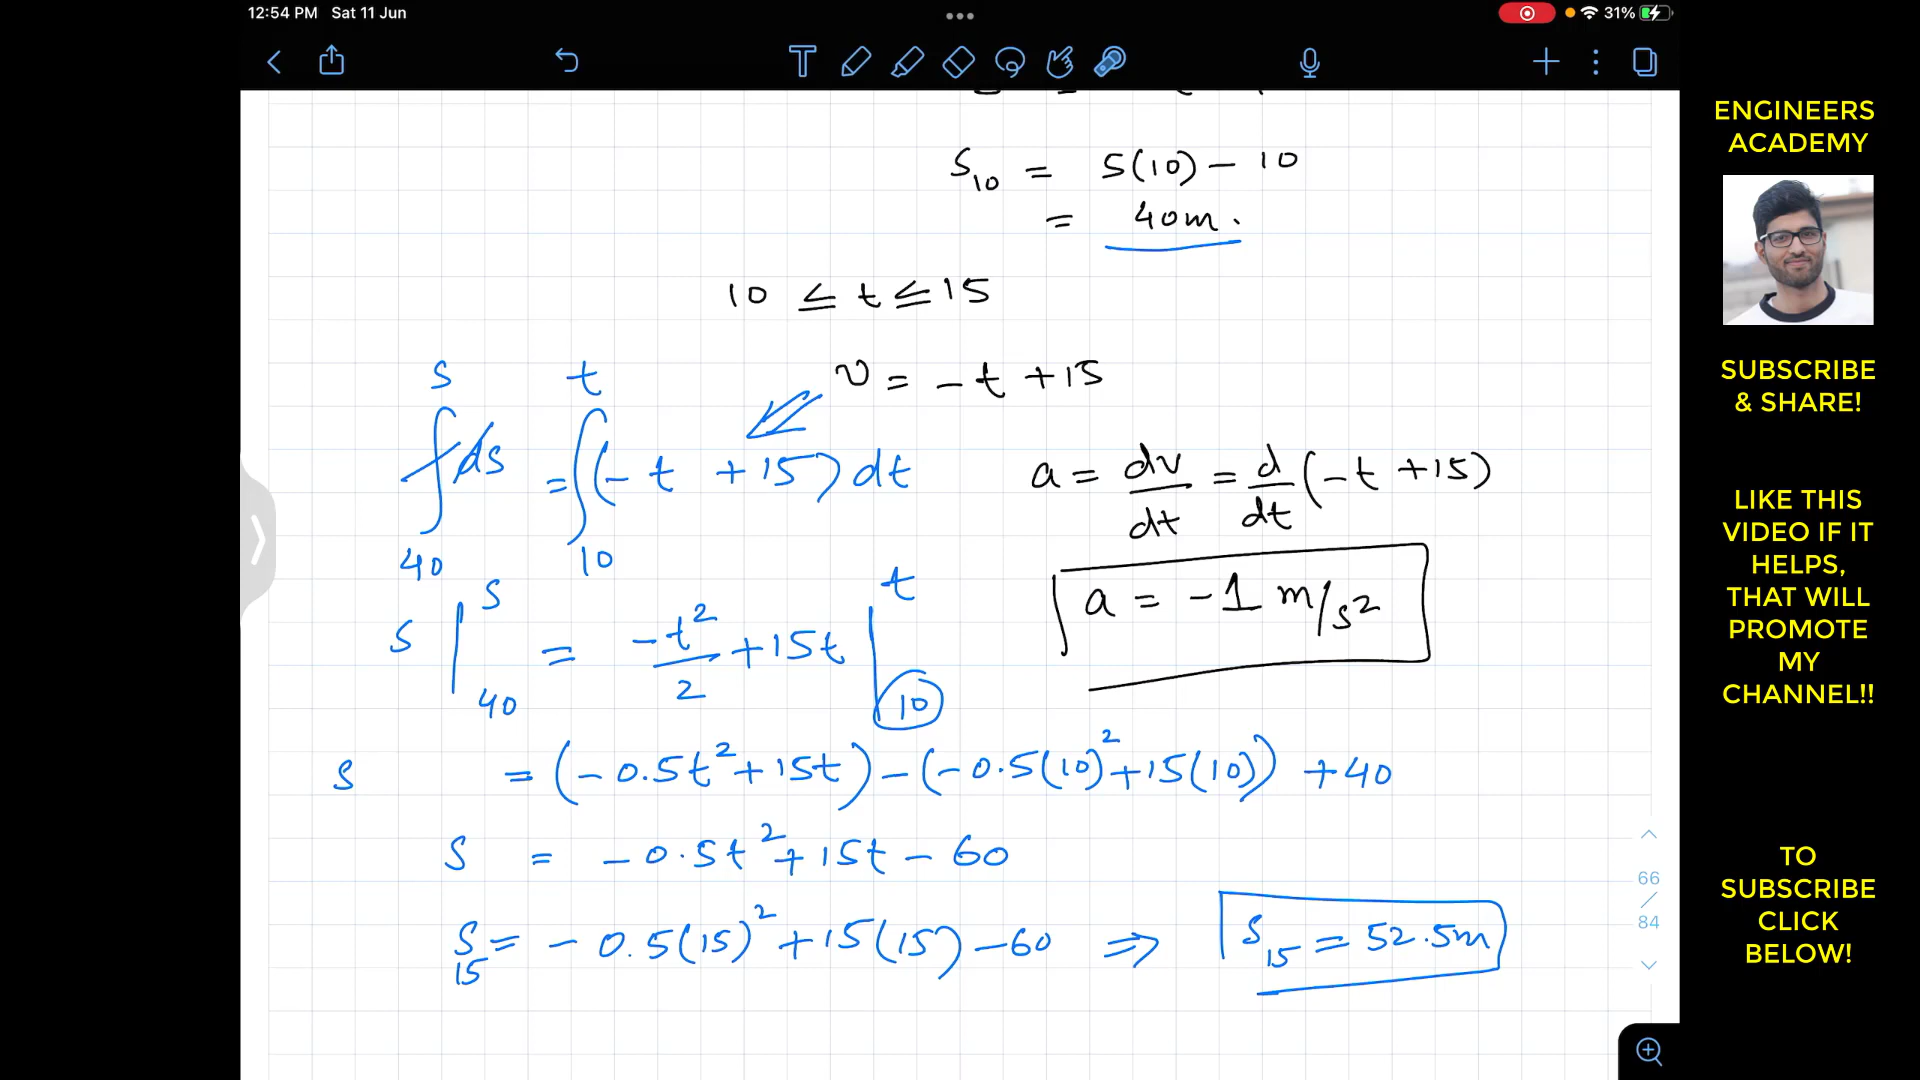 12:54 PM Sat 11 Jun
31%
S10 = 5(10) - 10
= 40m.
10 ≤ t ≤ 15
v = -t + 15
∫ds = ∫(-t + 15)dt
s t
40 10
a = dv/dt = d/dt (-t + 15)
a = -1 m/s²
s |s 40 = -t²/2 + 15t |t 10
s = (-0.5t² + 15t) - (-0.5(10)² + 15(10)) + 40
s = -0.5t² + 15t - 60
S15 = -0.5(15)² + 15(15) - 60 ⇒ S15 = 52.5m
66
/
84
ENGINEERS
ACADEMY
SUBSCRIBE
& SHARE!
LIKE THIS
VIDEO IF IT
HELPS,
THAT WILL
PROMOTE
MY
CHANNEL!!
TO
SUBSCRIBE
CLICK
BELOW!